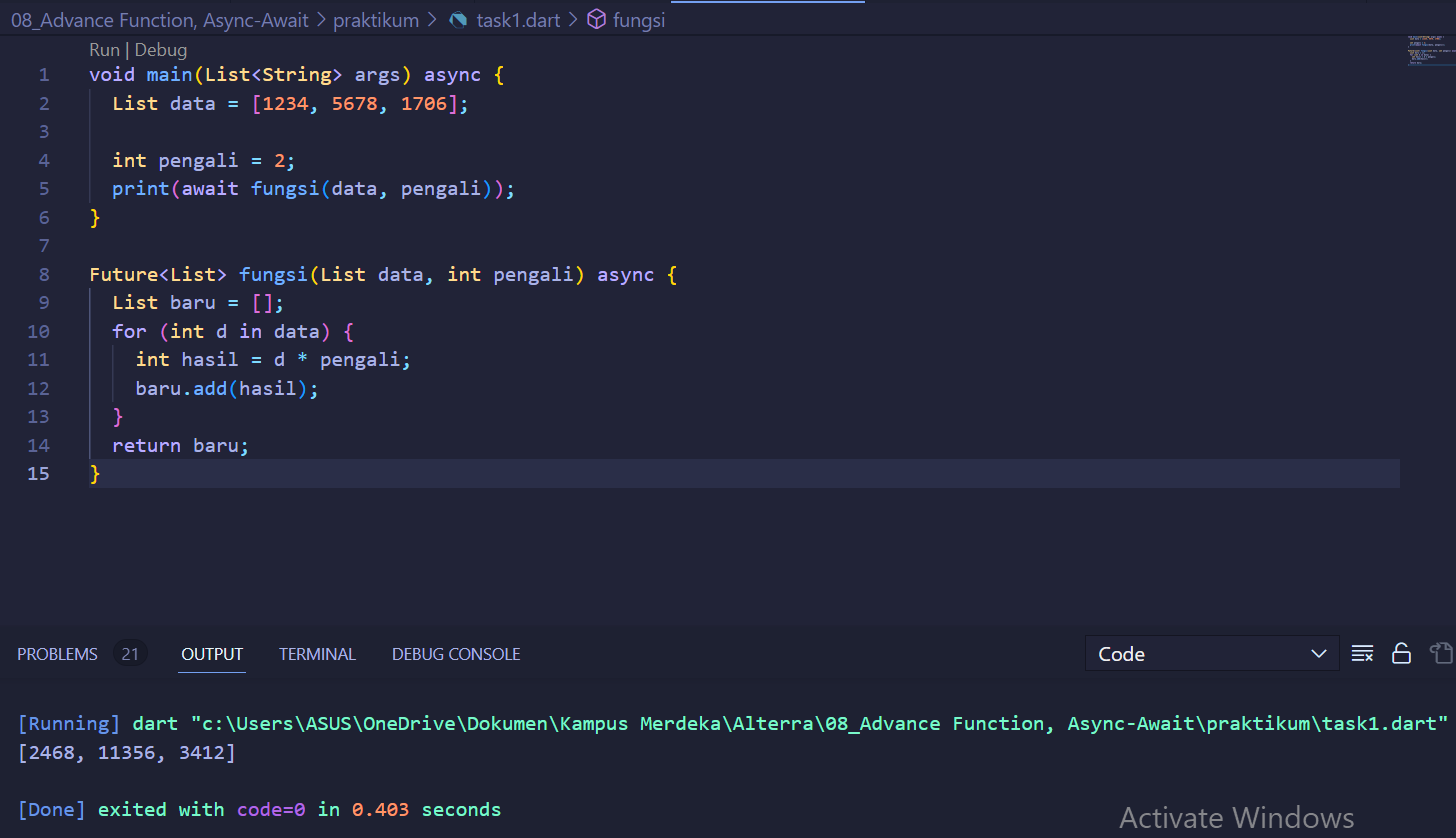 08_Advance Function, Async-Await > praktikum > task1.dart > fungsi
Run | Debug
1 void main(List<String> args) async {
2 List data = [1234, 5678, 1706];
3
4 int pengali = 2;
5 print(await fungsi(data, pengali));
6 }
7
8 Future<List> fungsi(List data, int pengali) async {
9 List baru = [];
10 for (int d in data) {
11 int hasil = d * pengali;
12 baru.add(hasil);
13 }
14 return baru;
15 }
PROBLEMS 21 OUTPUT TERMINAL DEBUG CONSOLE Code
[Running] dart "c:\Users\ASUS\OneDrive\Dokumen\Kampus Merdeka\Alterra\08_Advance Function, Async-Await\praktikum\task1.dart"
[2468, 11356, 3412]
[Done] exited with code=0 in 0.403 seconds
Activate Windows